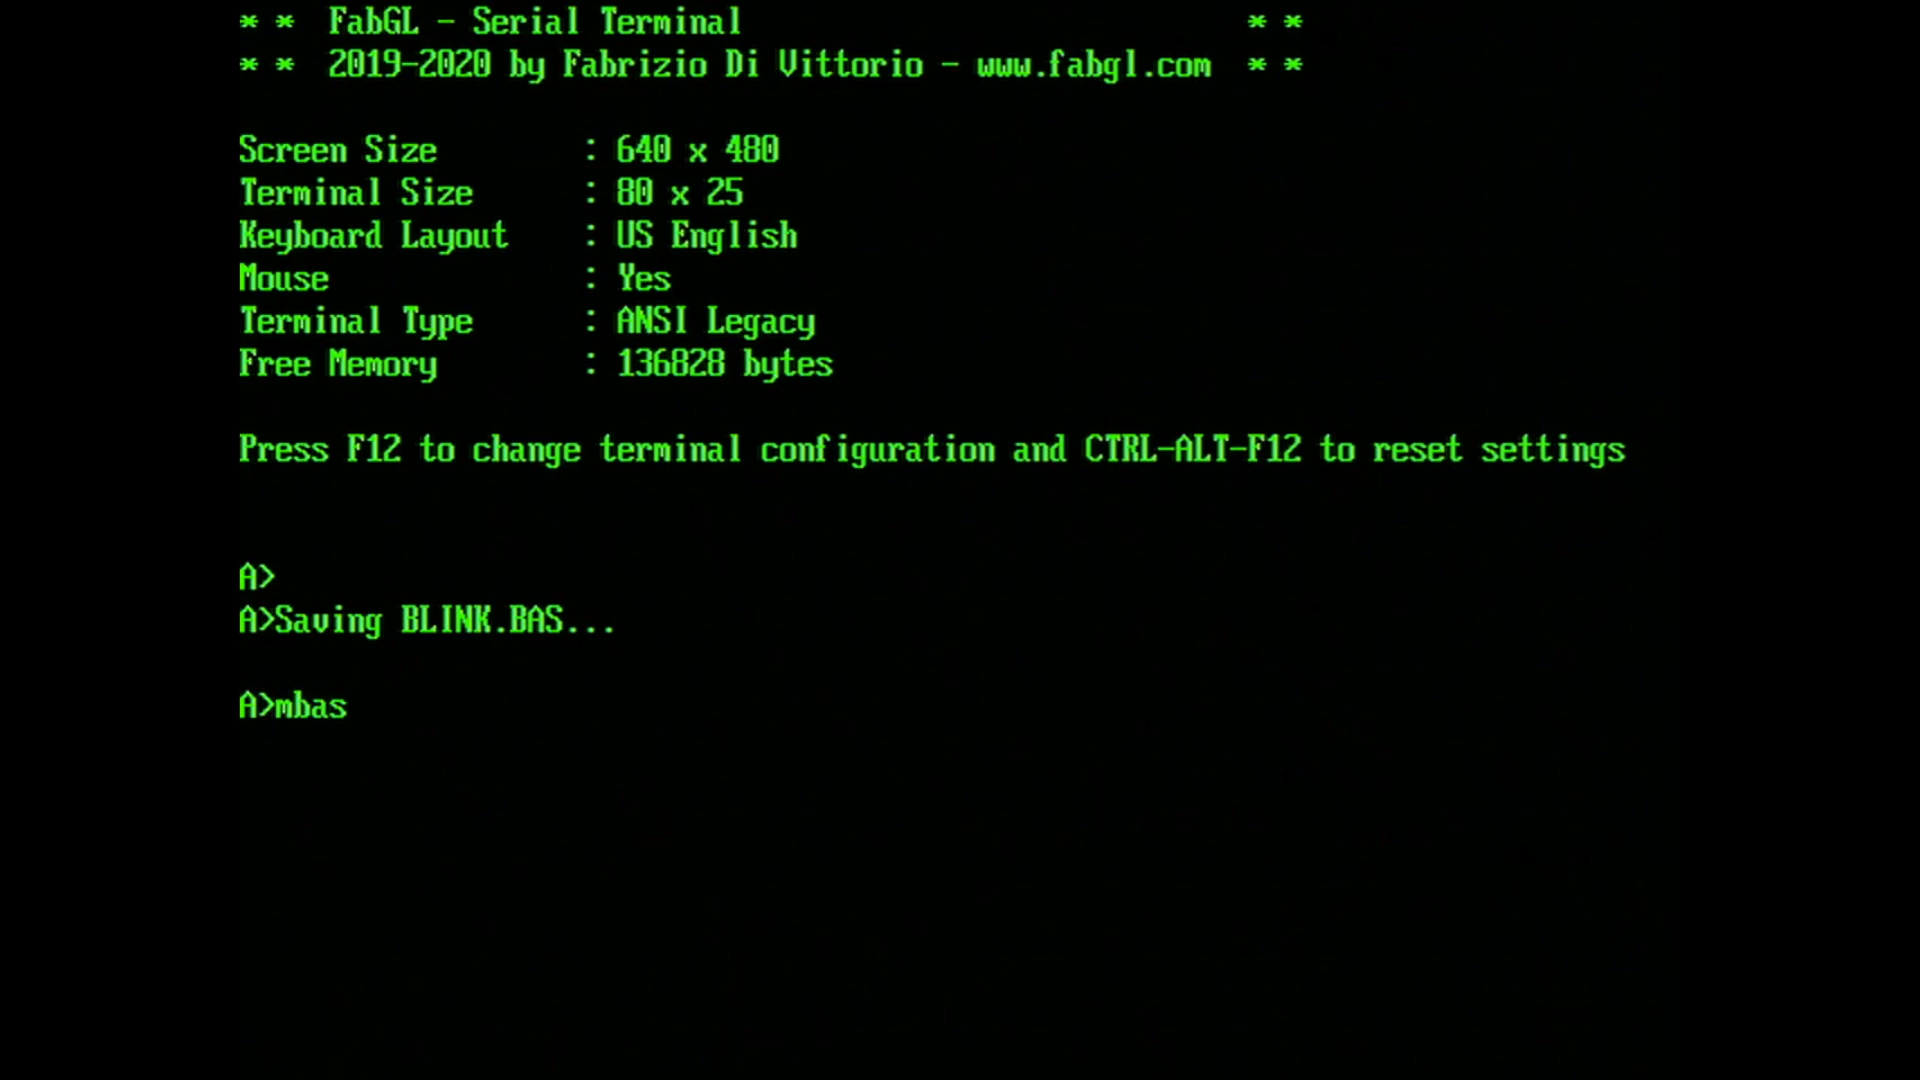 * *  FabGL - Serial Terminal                            * *
* *  2019-2020 by Fabrizio Di Vittorio - www.fabgl.com  * *
Screen Size        : 640 x 480
Terminal Size      : 80 x 25
Keyboard Layout    : US English
Mouse              : Yes
Terminal Type      : ANSI Legacy
Free Memory        : 136828 bytes
Press F12 to change terminal configuration and CTRL-ALT-F12 to reset settings
A>
A>Saving BLINK.BAS...
A>mbas